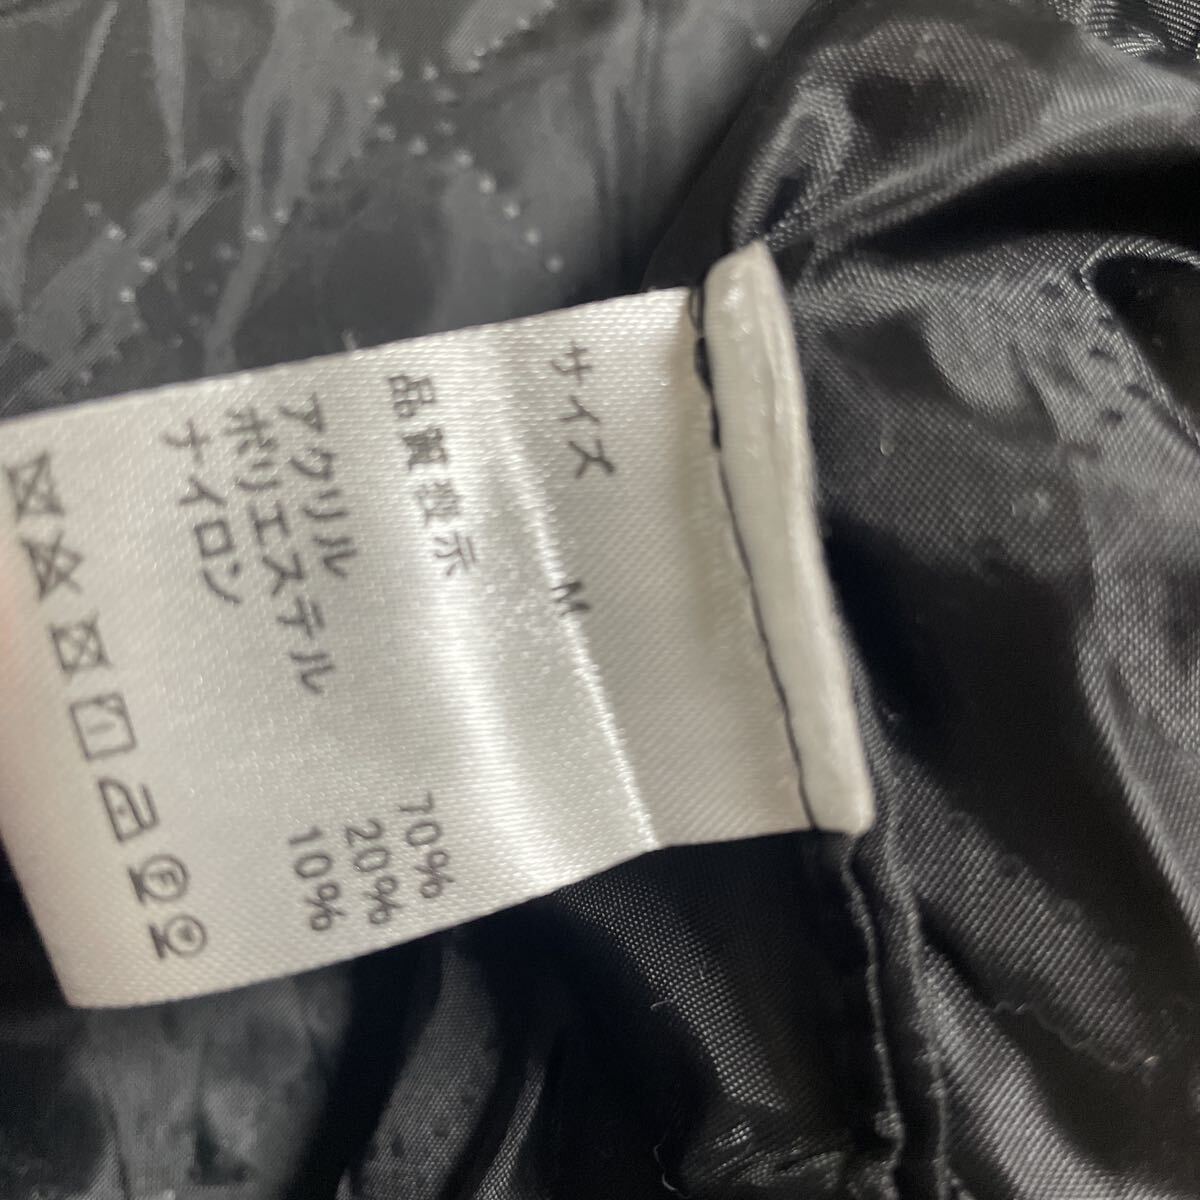 サイズ M
品質表示
アクリル 70%
ポリエステル 20%
ナイロン 10%